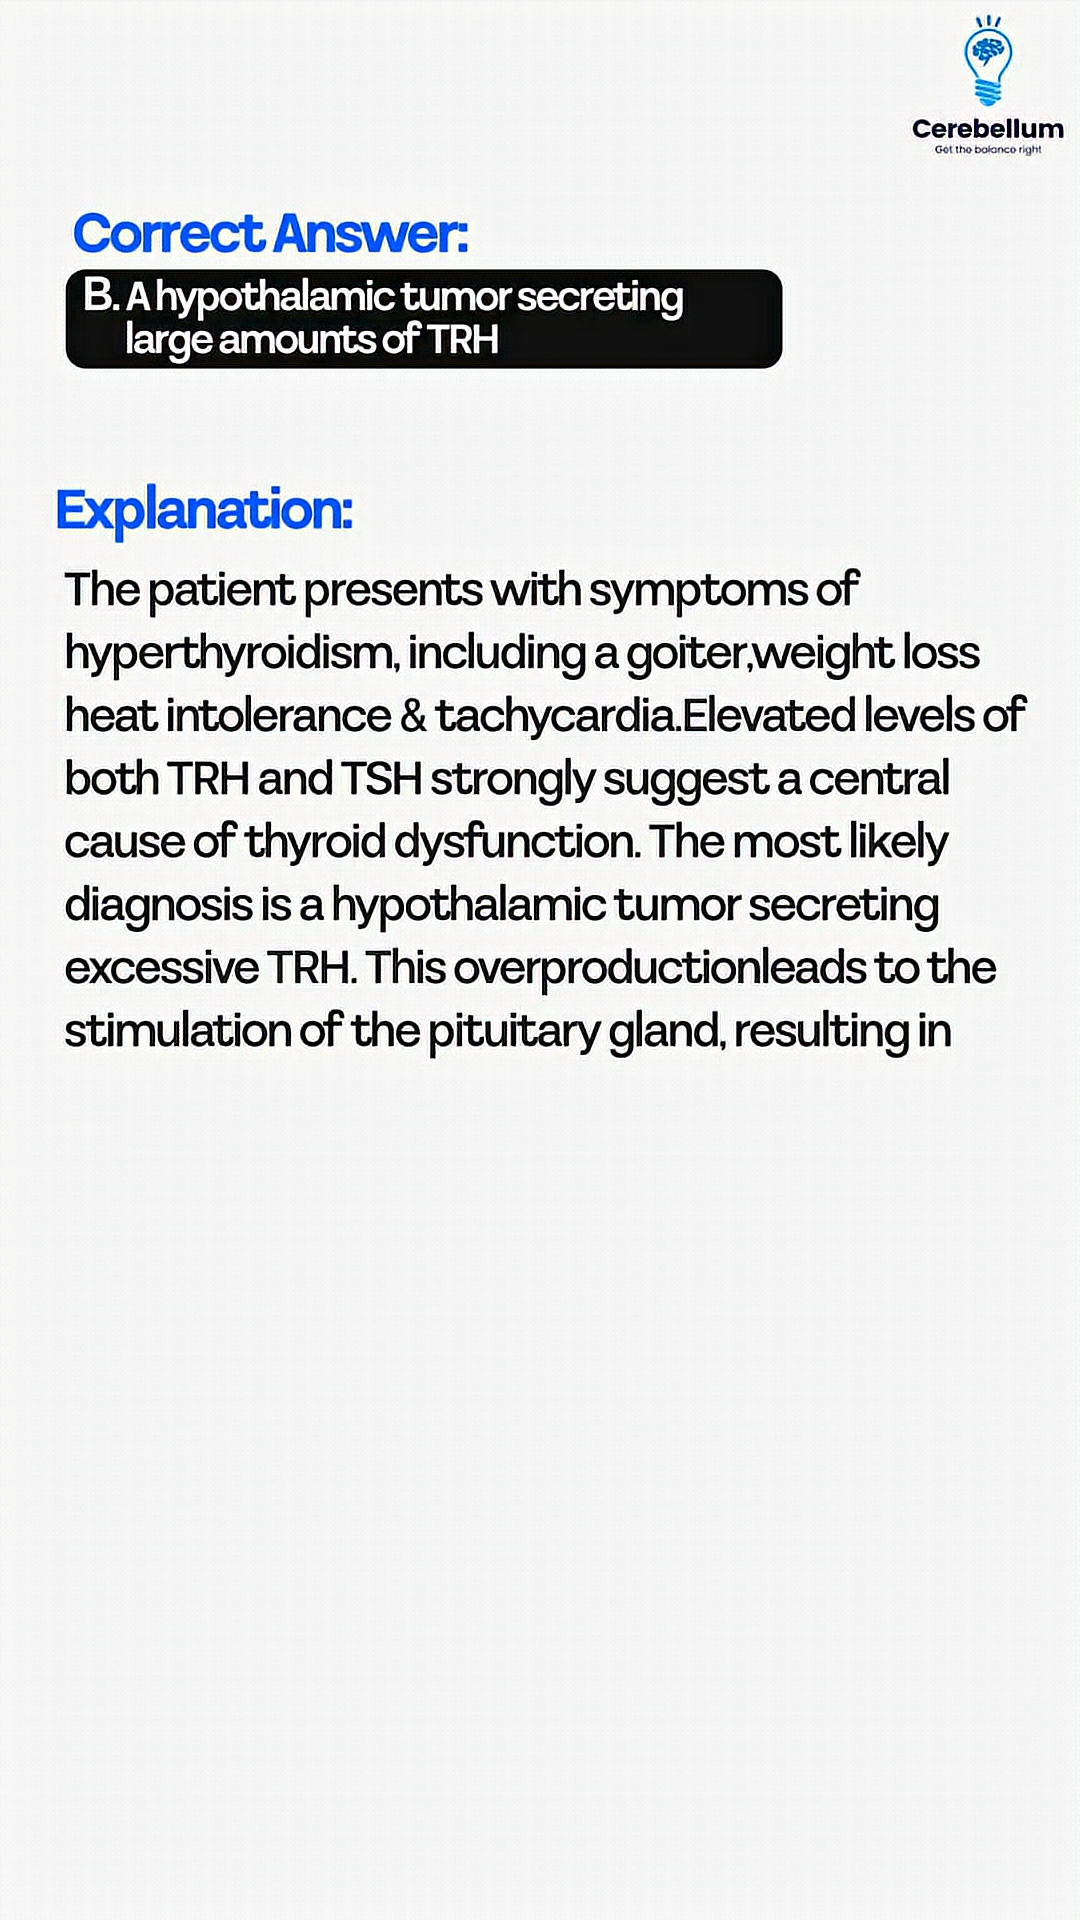 Cerebellum
Get the balance right
Correct Answer:
B. A hypothalamic tumor secreting
large amounts of TRH
Explanation:
The patient presents with symptoms of
hyperthyroidism, including a goiter,weight loss
heat intolerance & tachycardia.Elevated levels of
both TRH and TSH strongly suggest a central
cause of thyroid dysfunction. The most likely
diagnosis is a hypothalamic tumor secreting
excessive TRH. This overproductionleads to the
stimulation of the pituitary gland, resulting in